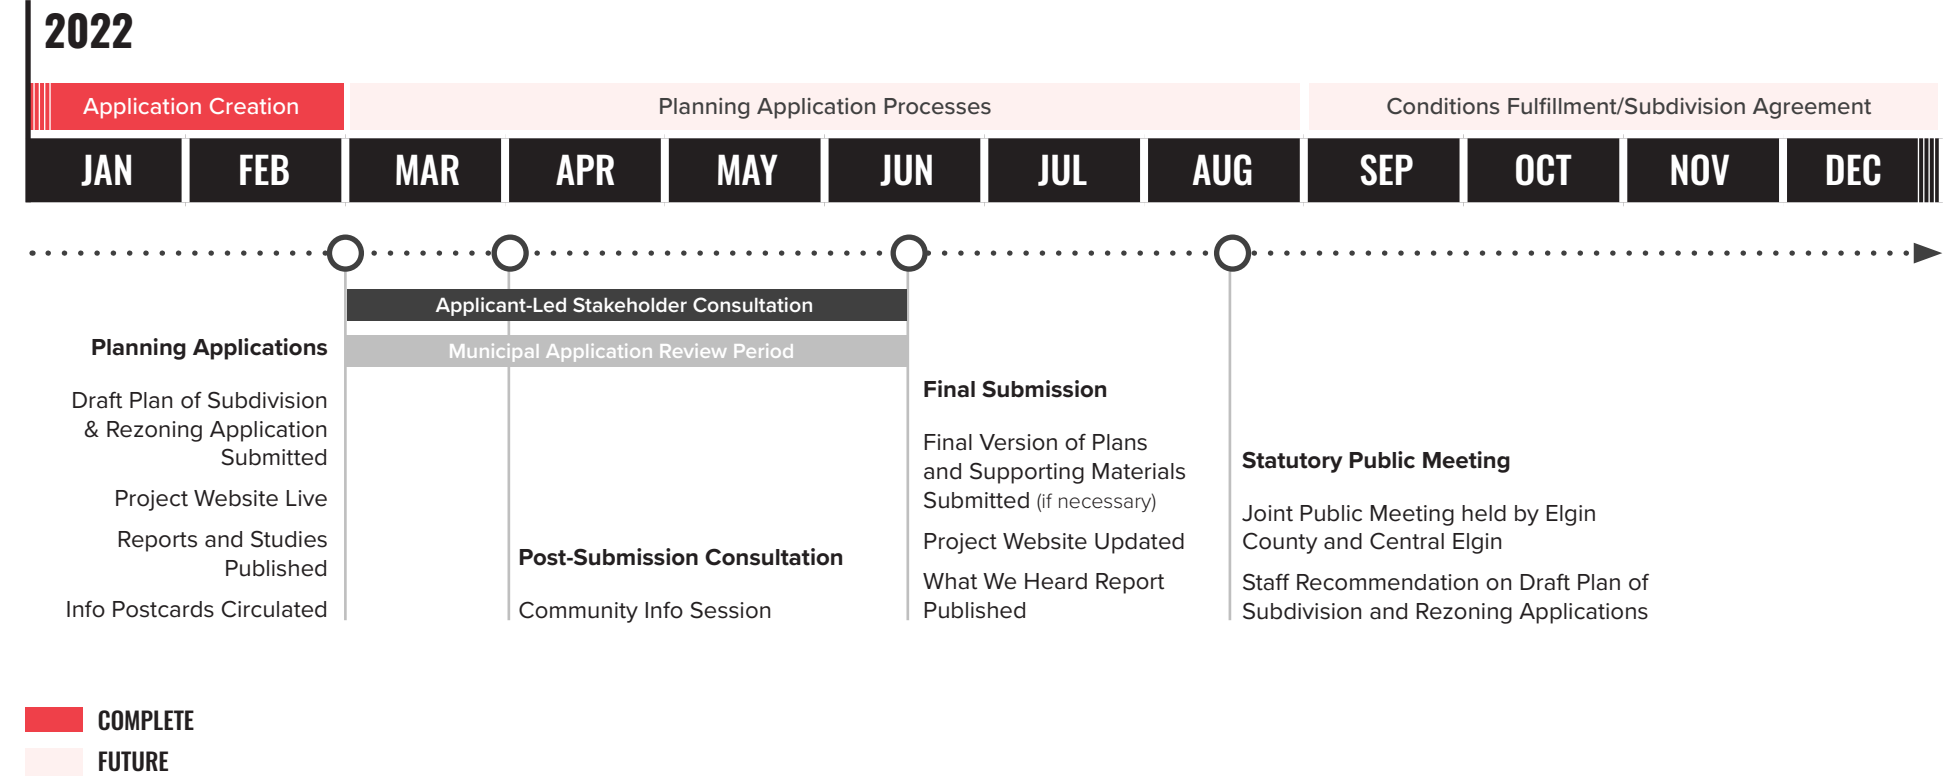 2022
Application Creation
Planning Application Processes
Conditions Fulfillment/Subdivision Agreement
JAN
FEB
MAR
APR
MAY
JUN
JUL
AUG
SEP
OCT
NOV
DEC
Applicant-Led Stakeholder Consultation
Municipal Application Review Period
Planning Applications
Draft Plan of Subdivision
& Rezoning Application
Submitted
Project Website Live
Reports and Studies
Published
Info Postcards Circulated
Post-Submission Consultation
Community Info Session
Final Submission
Final Version of Plans
and Supporting Materials
Submitted (if necessary)
Project Website Updated
What We Heard Report
Published
Statutory Public Meeting
Joint Public Meeting held by Elgin
County and Central Elgin
Staff Recommendation on Draft Plan of
Subdivision and Rezoning Applications
COMPLETE
FUTURE